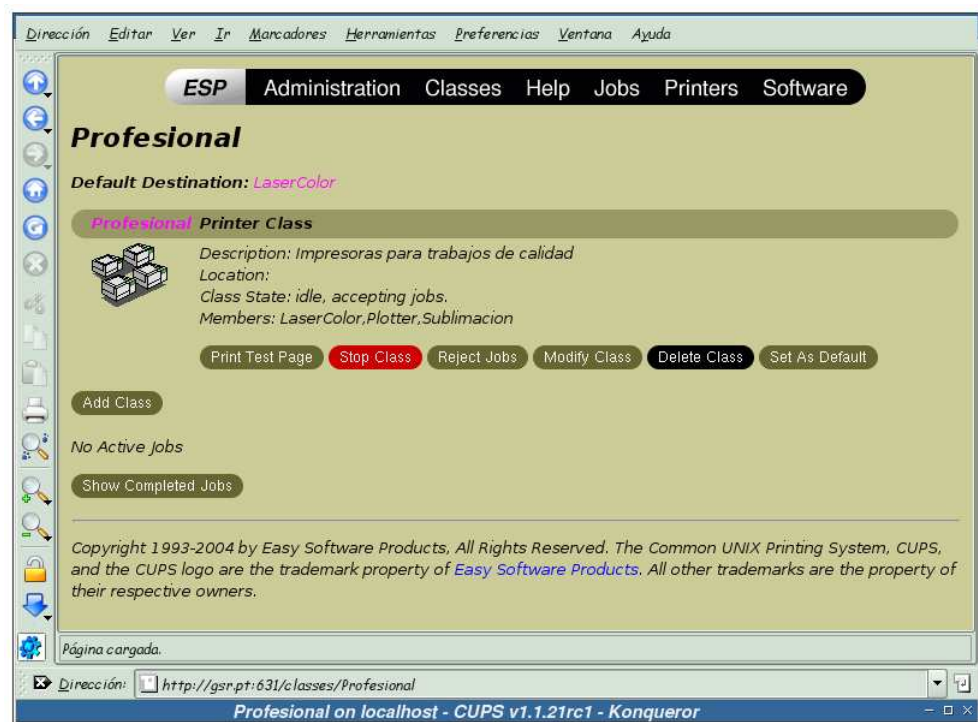 Dirección Editar Ver Ir Marcadores Herramientas Preferencias Ventana Ayuda
ESP Administration Classes Help Jobs Printers Software
Profesional
Default Destination: LaserColor
Profesional Printer Class
Description: Impresoras para trabajos de calidad
Location:
Class State: idle, accepting jobs.
Members: LaserColor,Plotter,Sublimacion
Print Test Page Stop Class Reject Jobs Modify Class Delete Class Set As Default
Add Class
No Active Jobs
Show Completed Jobs
Copyright 1993-2004 by Easy Software Products, All Rights Reserved. The Common UNIX Printing System, CUPS,
and the CUPS logo are the trademark property of Easy Software Products. All other trademarks are the property of
their respective owners.
Página cargada.
Dirección: http://gsr.pt:631/classes/Profesional
Profesional on localhost - CUPS v1.1.21rc1 - Konqueror